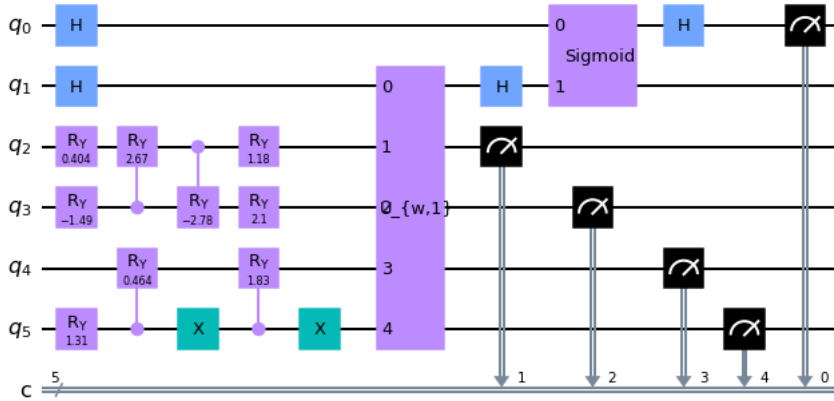 q0 H 0 Sigmoid H
q1 H 0 H 1
q2 RY 0.404 RY 2.67 RY 1.18 1
q3 RY −1.49 RY −2.78 RY 2.1 _{w,1}
q4 RY 0.464 RY 1.83 3
q5 RY 1.31 X X 4
c 5 1 2 3 4 0